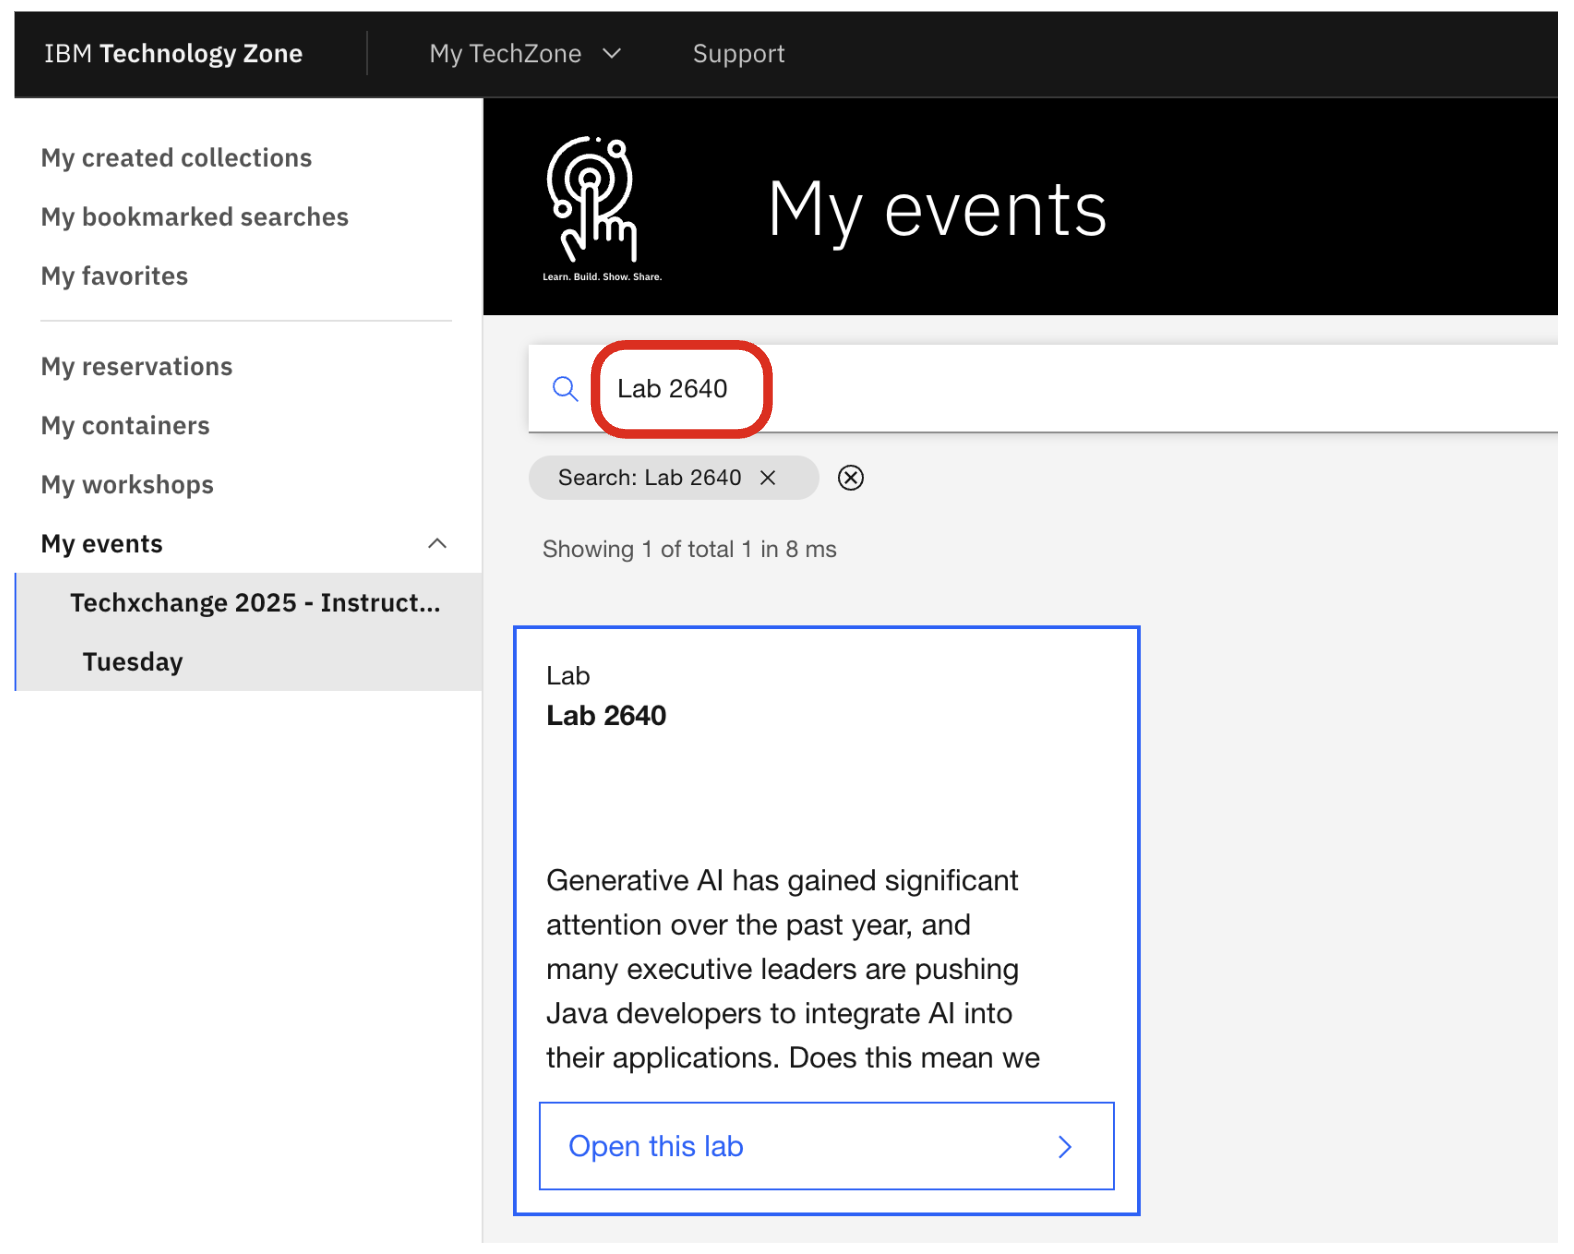 IBM Technology Zone
My TechZone
Support
My created collections
My bookmarked searches
My favorites
My reservations
My containers
My workshops
My events
Techxchange 2025 - Instruct...
Tuesday
Learn. Build. Show. Share.
My events
Lab 2640
Search: Lab 2640
Showing 1 of total 1 in 8 ms
Lab
Lab 2640
Generative AI has gained significant
attention over the past year, and
many executive leaders are pushing
Java developers to integrate AI into
their applications. Does this mean we
Open this lab